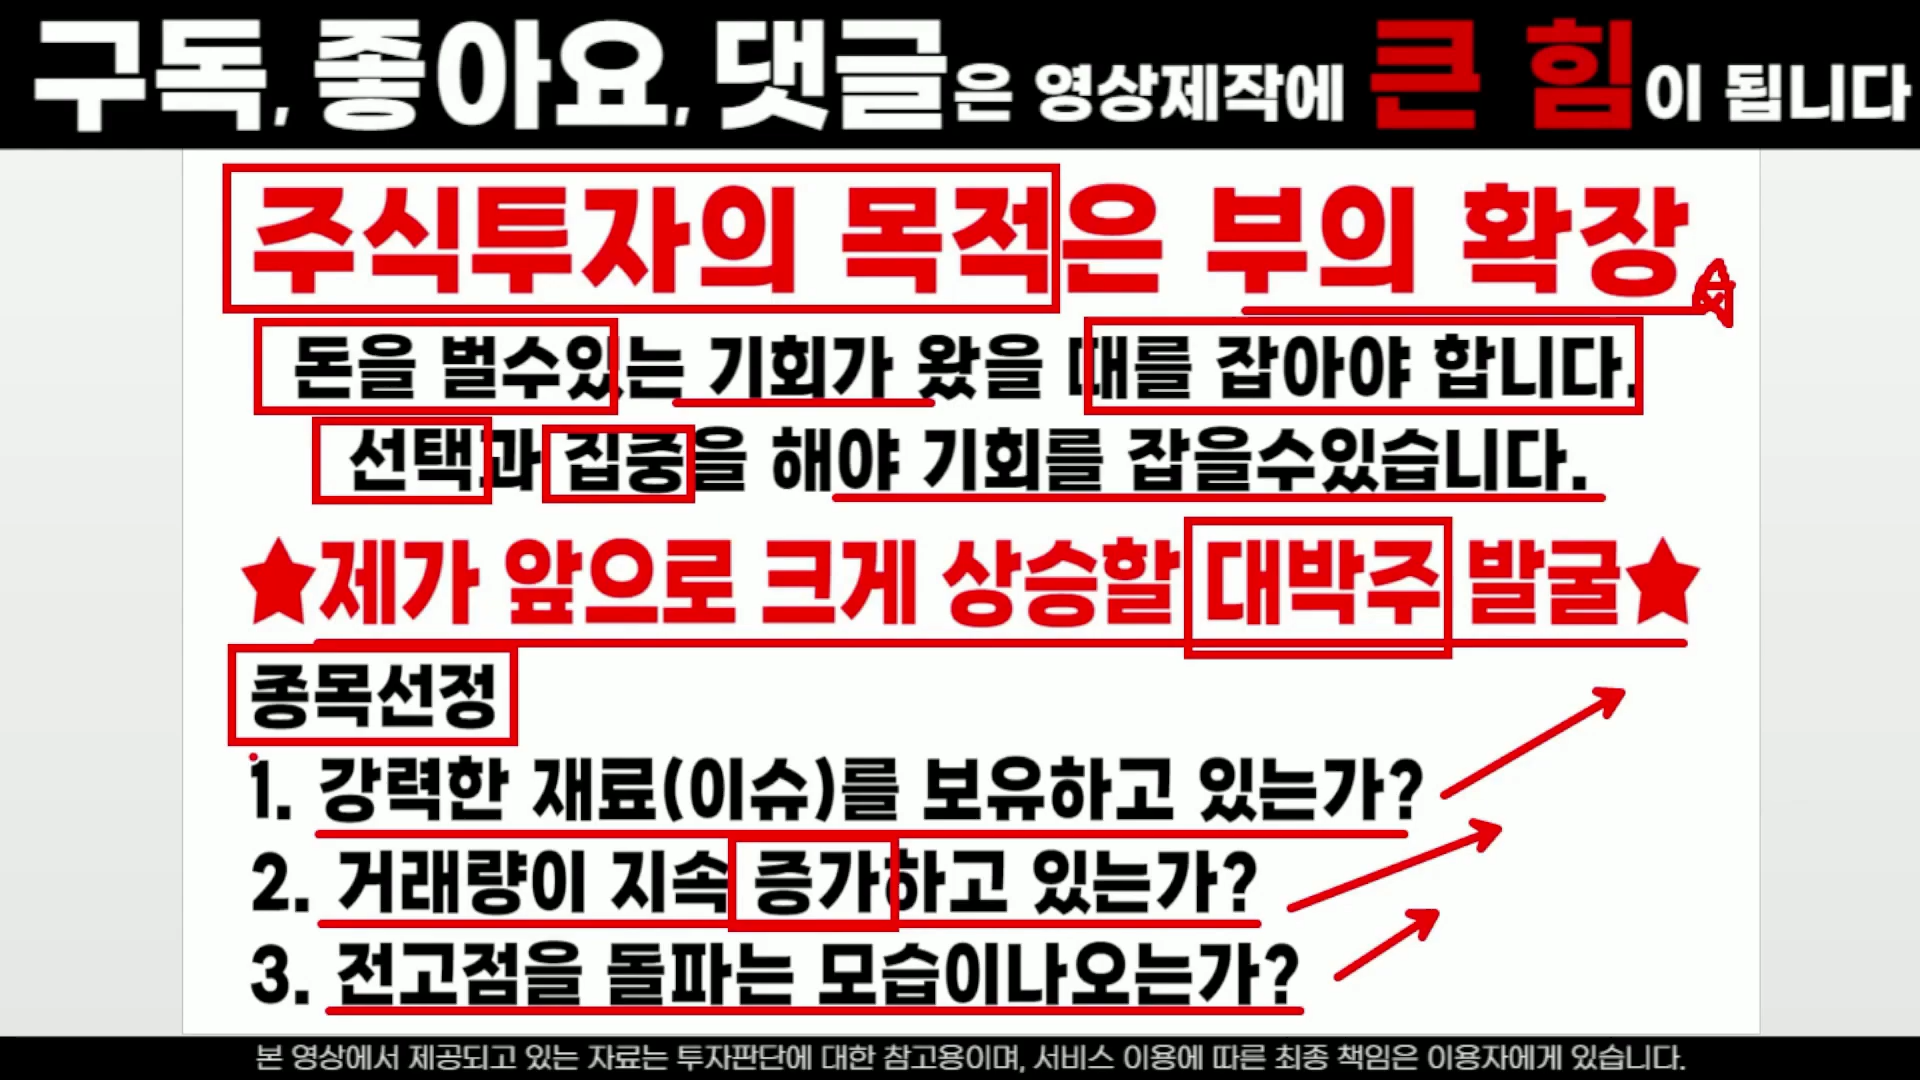 구독, 좋아요, 댓글은 영상제작에 큰 힘이 됩니다
주식투자의 목적은 부의 확장
돈을 벌수있는 기회가 왔을 때를 잡아야 합니다.
선택과 집중을 해야 기회를 잡을수있습니다.
★제가 앞으로 크게 상승할 대박주 발굴★
종목선정
1. 강력한 재료(이슈)를 보유하고 있는가?
2. 거래량이 지속 증가하고 있는가?
3. 전고점을 돌파는 모습이나오는가?
본 영상에서 제공되고 있는 자료는 투자판단에 대한 참고용이며, 서비스 이용에 따른 최종 책임은 이용자에게 있습니다.